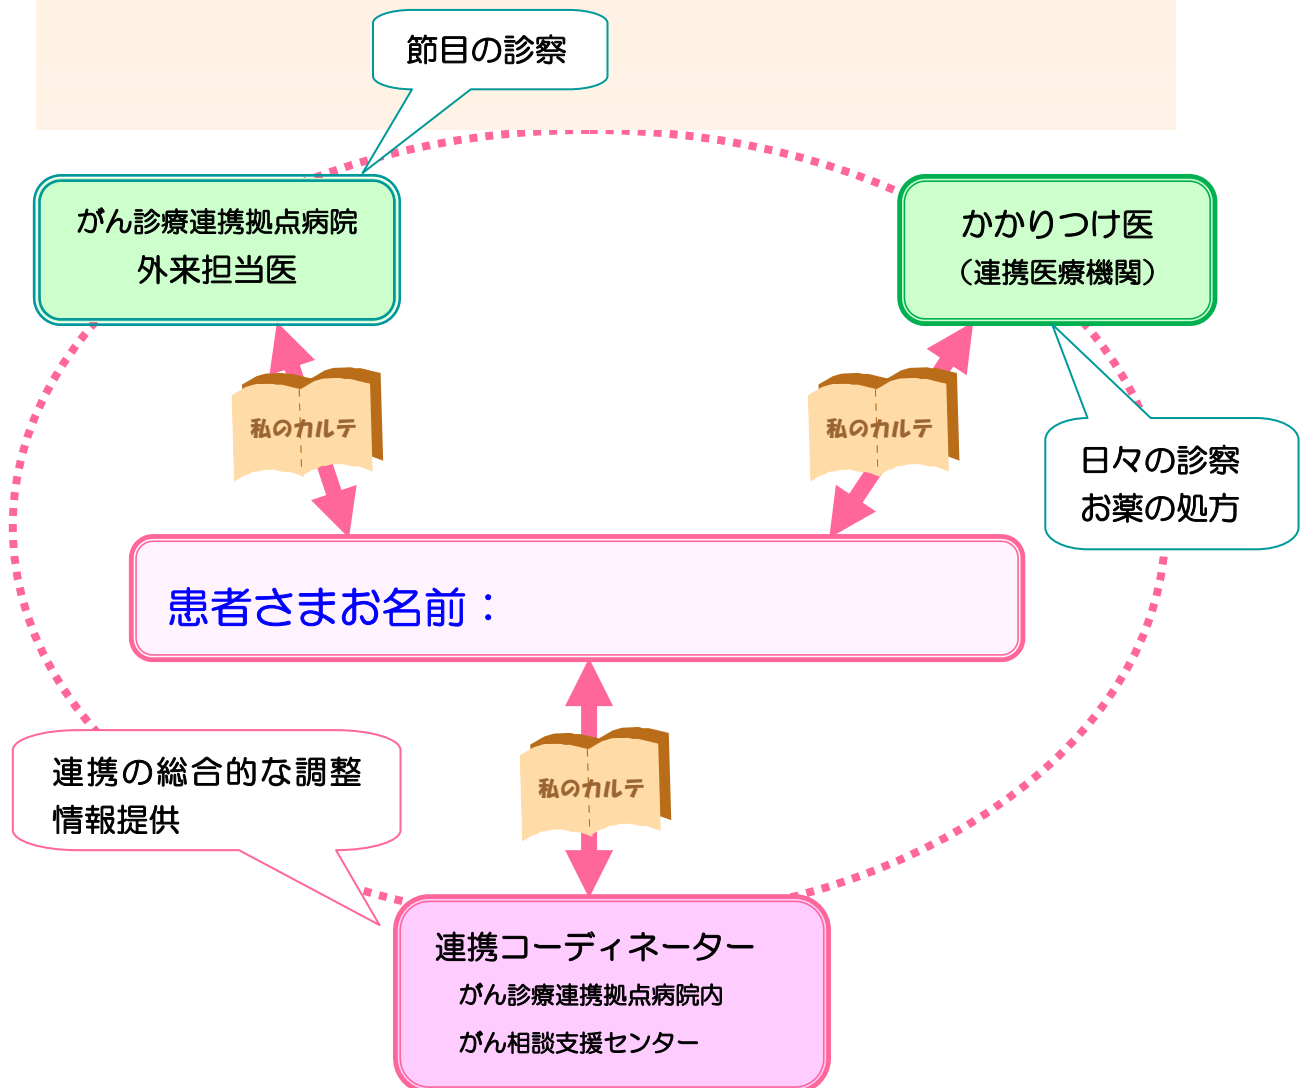 節目の診察
がん診療連携拠点病院
外来担当医
かかりつけ医
（連携医療機関）
私のカルテ
私のカルテ
日々の診察
お薬の処方
患者さまお名前：
連携の総合的な調整
情報提供
私のカルテ
連携コーディネーター
がん診療連携拠点病院内
がん相談支援センター